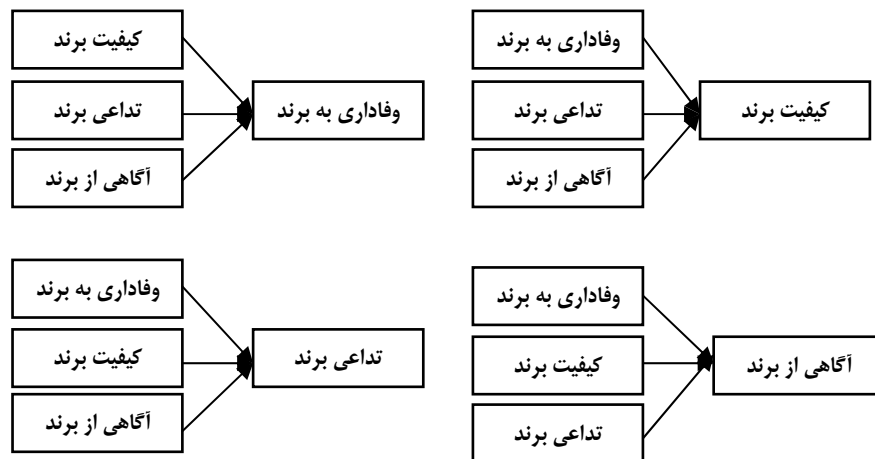 وفاداری به برند
تداعی برند
آگاهی از برند
کیفیت برند
کیفیت برند
تداعی برند
آگاهی از برند
وفاداری به برند
وفاداری به برند
کیفیت برند
تداعی برند
آگاهی از برند
وفاداری به برند
کیفیت برند
آگاهی از برند
تداعی برند